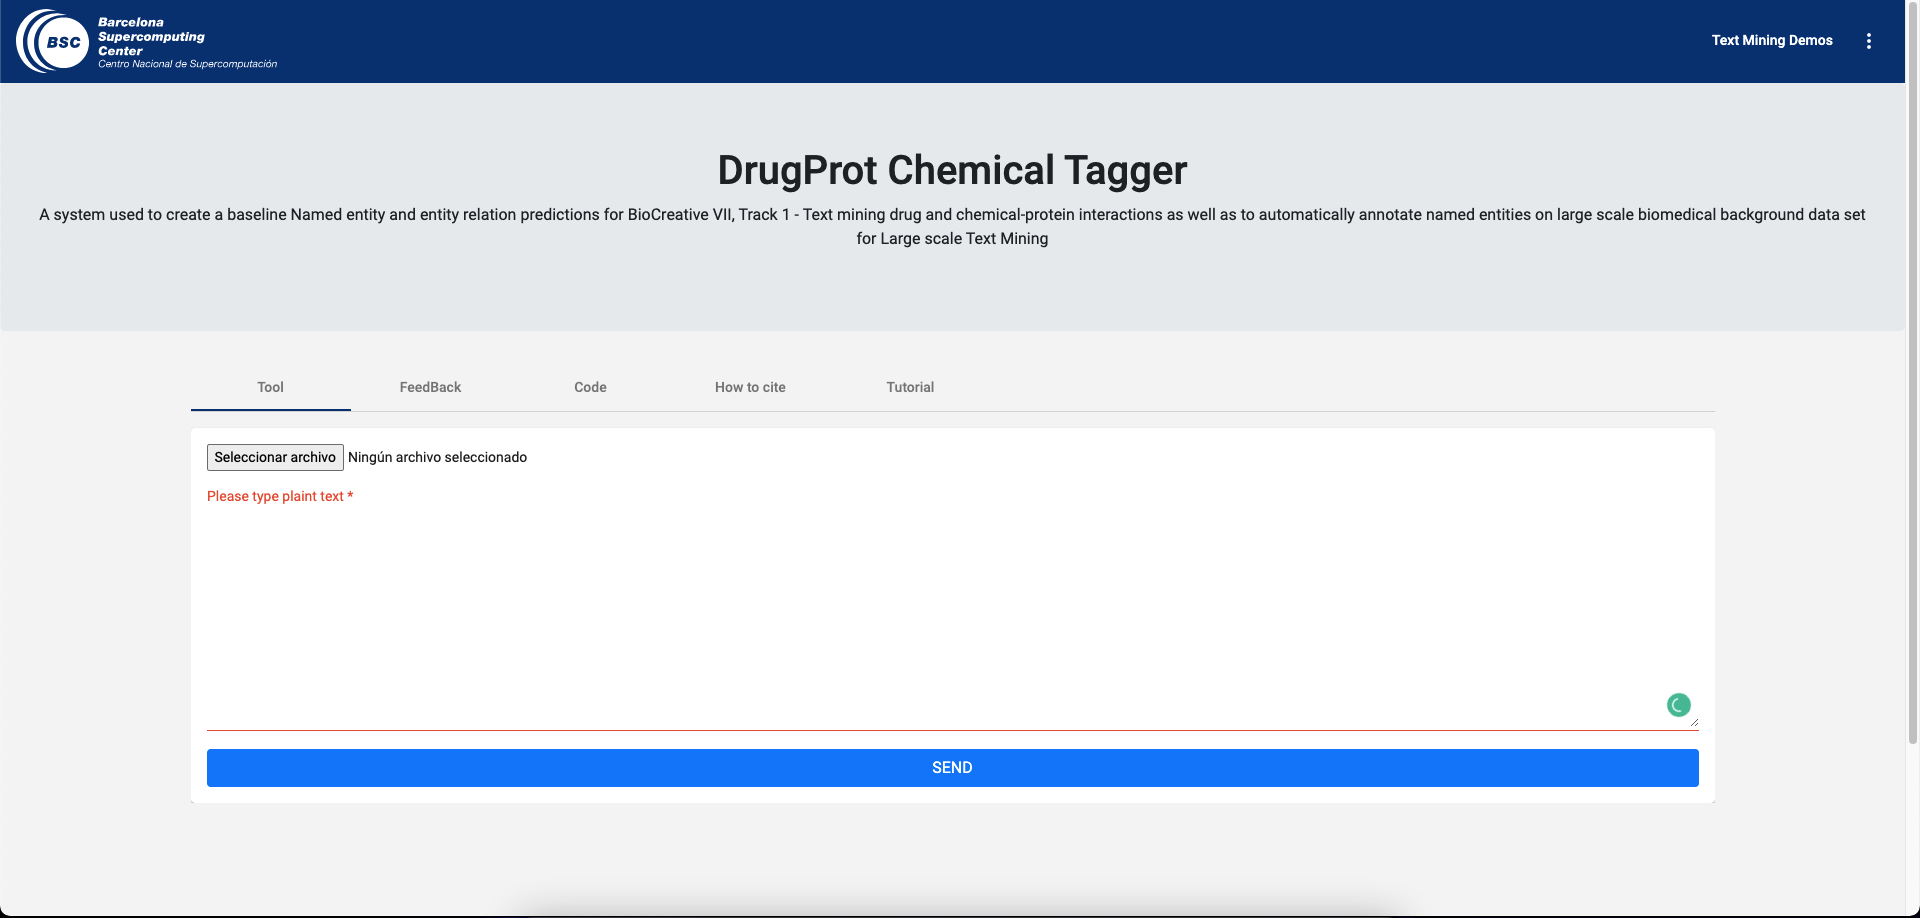 BSC
Barcelona
Supercomputing
Center
Centro Nacional de Supercomputación
Text Mining Demos
DrugProt Chemical Tagger
A system used to create a baseline Named entity and entity relation predictions for BioCreative VII, Track 1 - Text mining drug and chemical-protein interactions as well as to automatically annotate named entities on large scale biomedical background data set
for Large scale Text Mining
Tool FeedBack Code How to cite Tutorial
Seleccionar archivo Ningún archivo seleccionado
Please type plaint text *
SEND